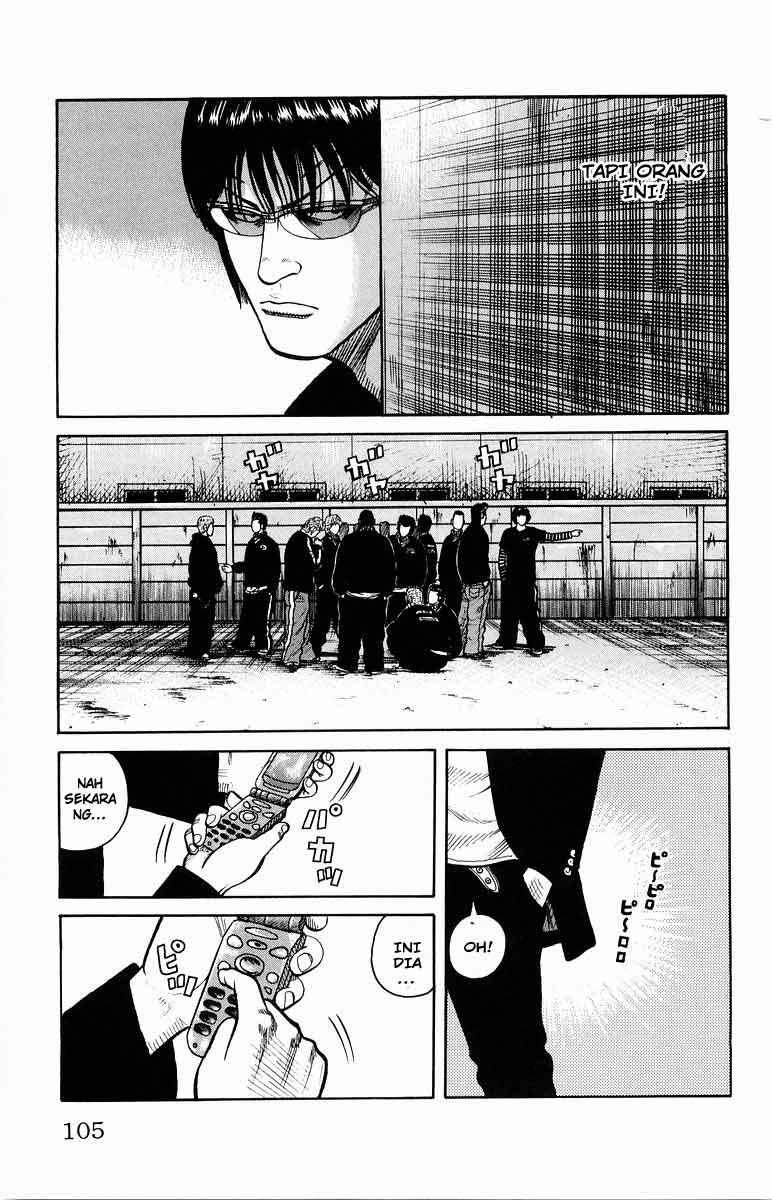 TAPI ORANG
INI!
ガヤ
ガヤ
ガヤ
ピ〜ピロ
ピ〜ロロ
OH!
NAH
SEKARA
NG...
パカッ
INI
DIA
...
ピッ
105